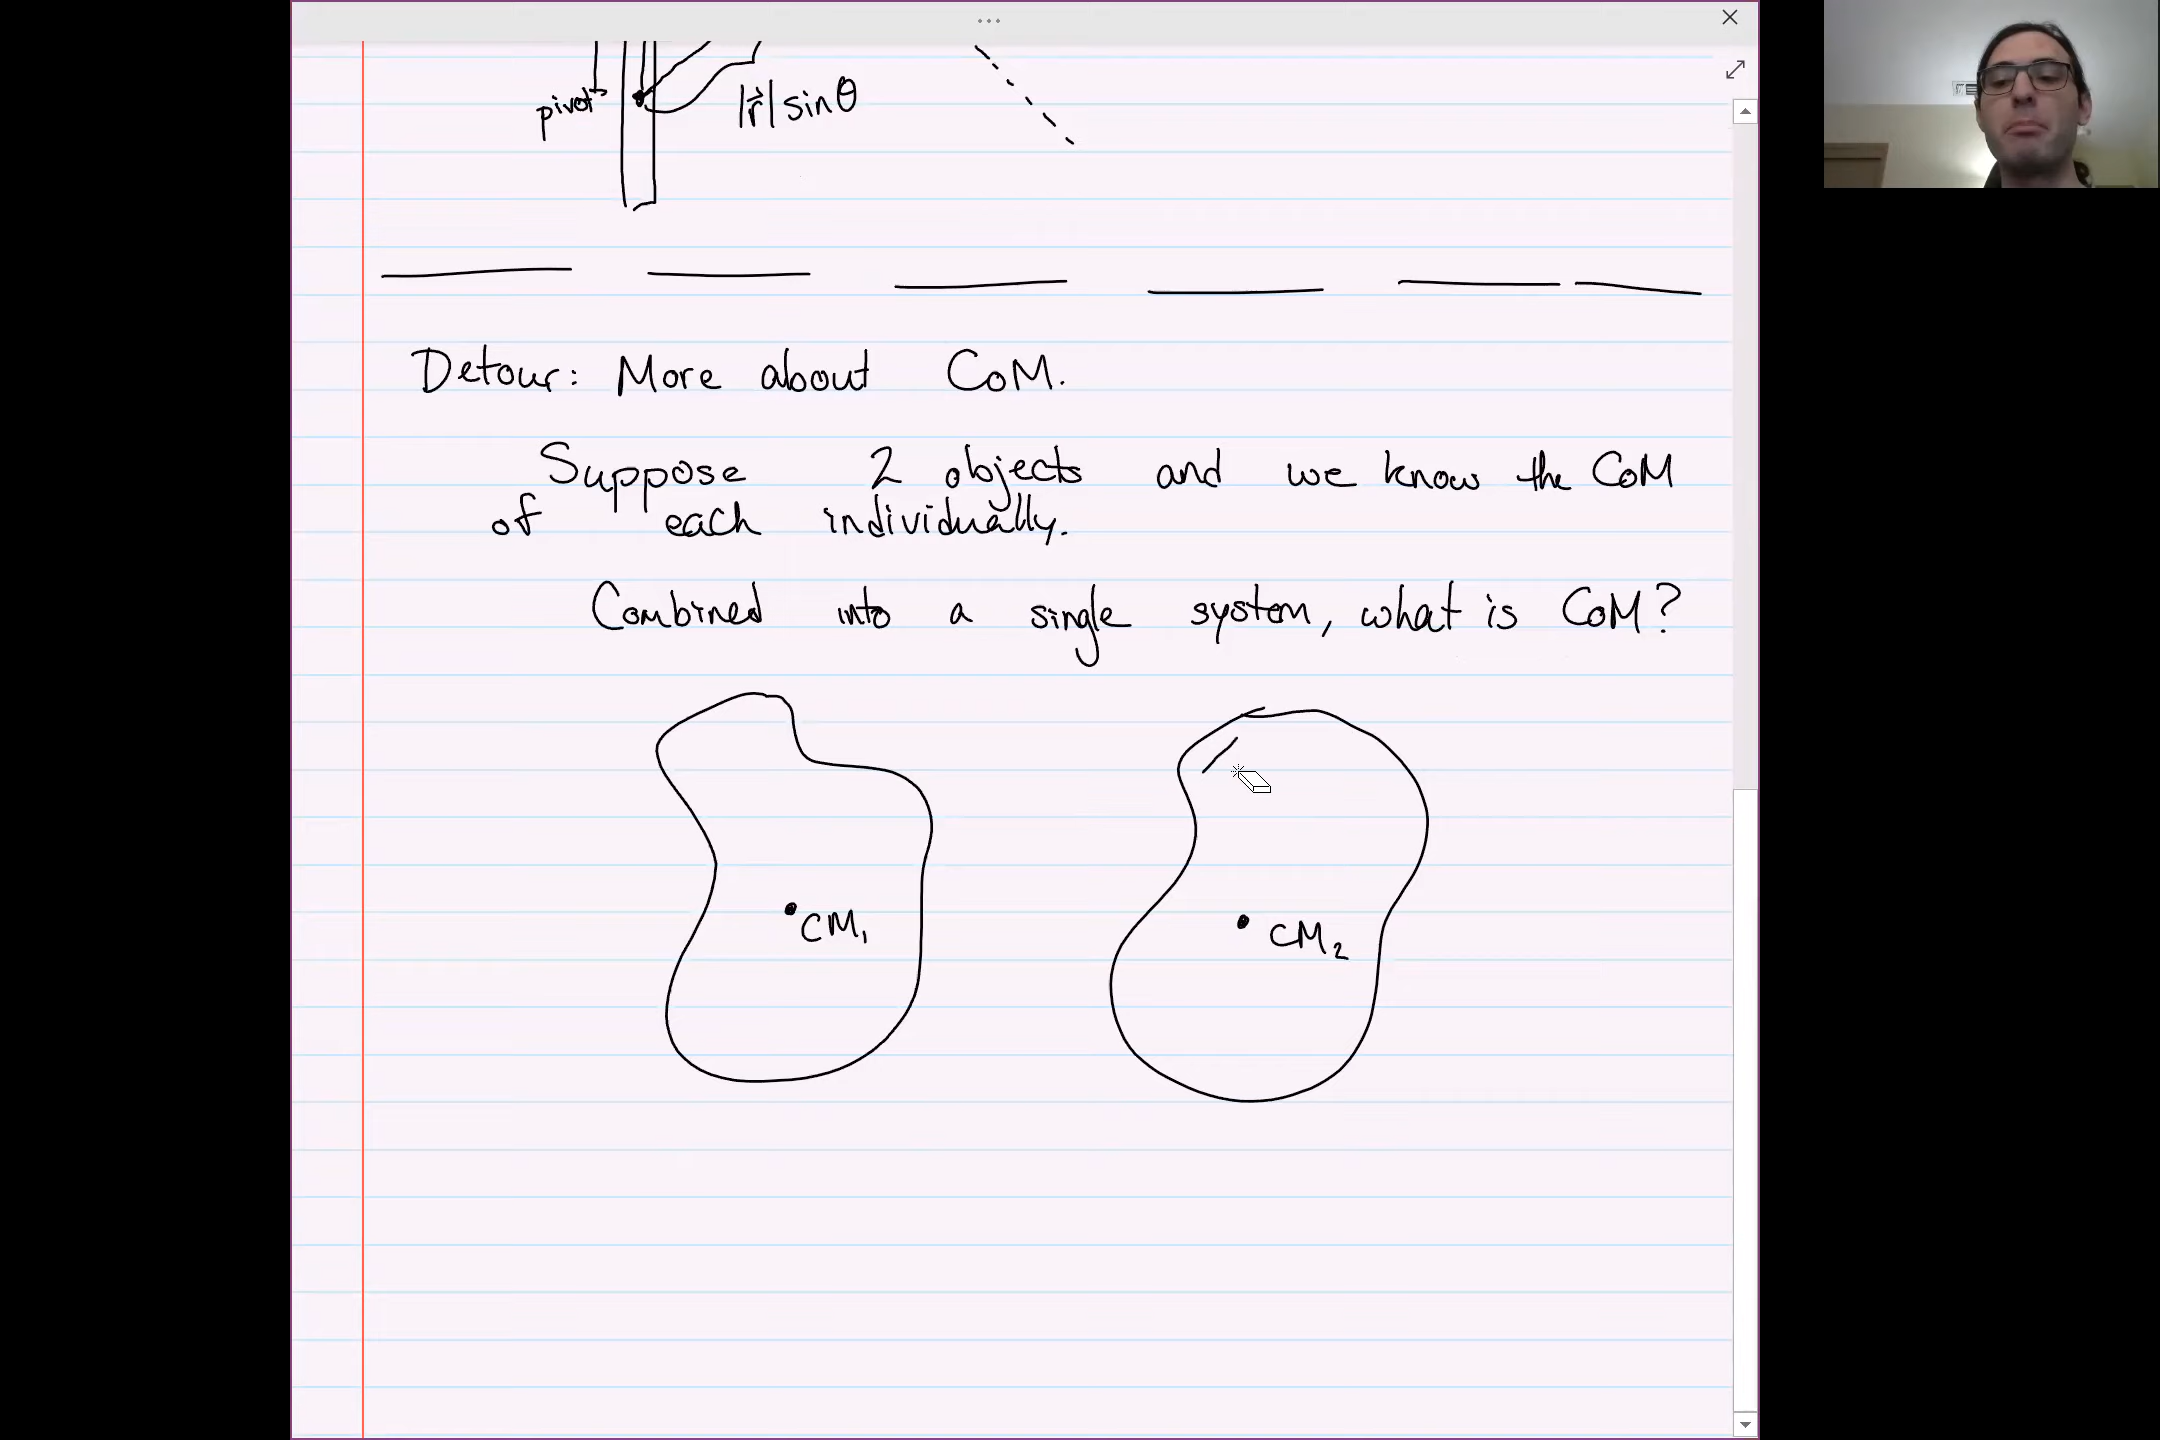 pivot
|r⃗| sin θ
Detour: More about CoM.
Suppose 2 objects and we know the CoM
of each individually.
Combined into a single system, what is CoM?
CM₁
CM₂